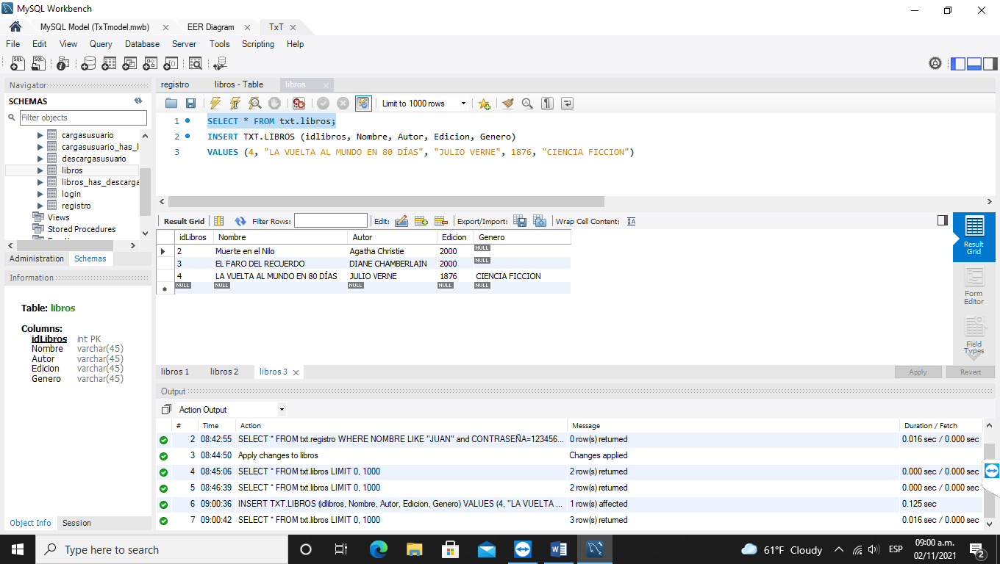 MySQL Workbench
MySQL Model (TxTmodel.mwb) EER Diagram TxT
File Edit View Query Database Server Tools Scripting Help
Navigator
SCHEMAS
Filter objects
cargasusuario
cargasusuario_has_l
descargasusuario
libros
libros_has_descarga
login
registro
Views
Stored Procedures
Administration Schemas
Information
Table: libros
Columns:
idLibros int PK
Nombre varchar(45)
Autor varchar(45)
Edicion varchar(45)
Genero varchar(45)
Object Info Session
registro libros - Table libros
Limit to 1000 rows
1 SELECT * FROM txt.libros;
2 INSERT TXT.LIBROS (idlibros, Nombre, Autor, Edicion, Genero)
3 VALUES (4, "LA VUELTA AL MUNDO EN 80 DÍAS", "JULIO VERNE", 1876, "CIENCIA FICCION")
Result Grid Filter Rows: Edit: Export/Import: Wrap Cell Content:
idLibros Nombre Autor Edicion Genero
2 Muerte en el Nilo Agatha Christie 2000 NULL
3 EL FARO DEL RECUERDO DIANE CHAMBERLAIN 2000 NULL
4 LA VUELTA AL MUNDO EN 80 DÍAS JULIO VERNE 1876 CIENCIA FICCION
NULL NULL NULL NULL NULL
Result
Grid
Form
Editor
Field
Types
libros 1 libros 2 libros 3 Apply Revert
Output
Action Output
# Time Action Message Duration / Fetch
2 08:42:55 SELECT * FROM txt.registro WHERE NOMBRE LIKE "JUAN" and CONTRASEÑA=123456... 0 row(s) returned 0.016 sec / 0.000 sec
3 08:44:50 Apply changes to libros Changes applied
4 08:45:06 SELECT * FROM txt.libros LIMIT 0, 1000 2 row(s) returned 0.000 sec / 0.000 sec
5 08:46:39 SELECT * FROM txt.libros LIMIT 0, 1000 2 row(s) returned 0.000 sec / 0.000 sec
6 09:00:36 INSERT TXT.LIBROS (idlibros, Nombre, Autor, Edicion, Genero) VALUES (4, "LA VUELTA ... 1 row(s) affected 0.125 sec
7 09:00:42 SELECT * FROM txt.libros LIMIT 0, 1000 3 row(s) returned 0.016 sec / 0.000 sec
Type here to search
61°F Cloudy ESP 09:00 a.m.
02/11/2021 2